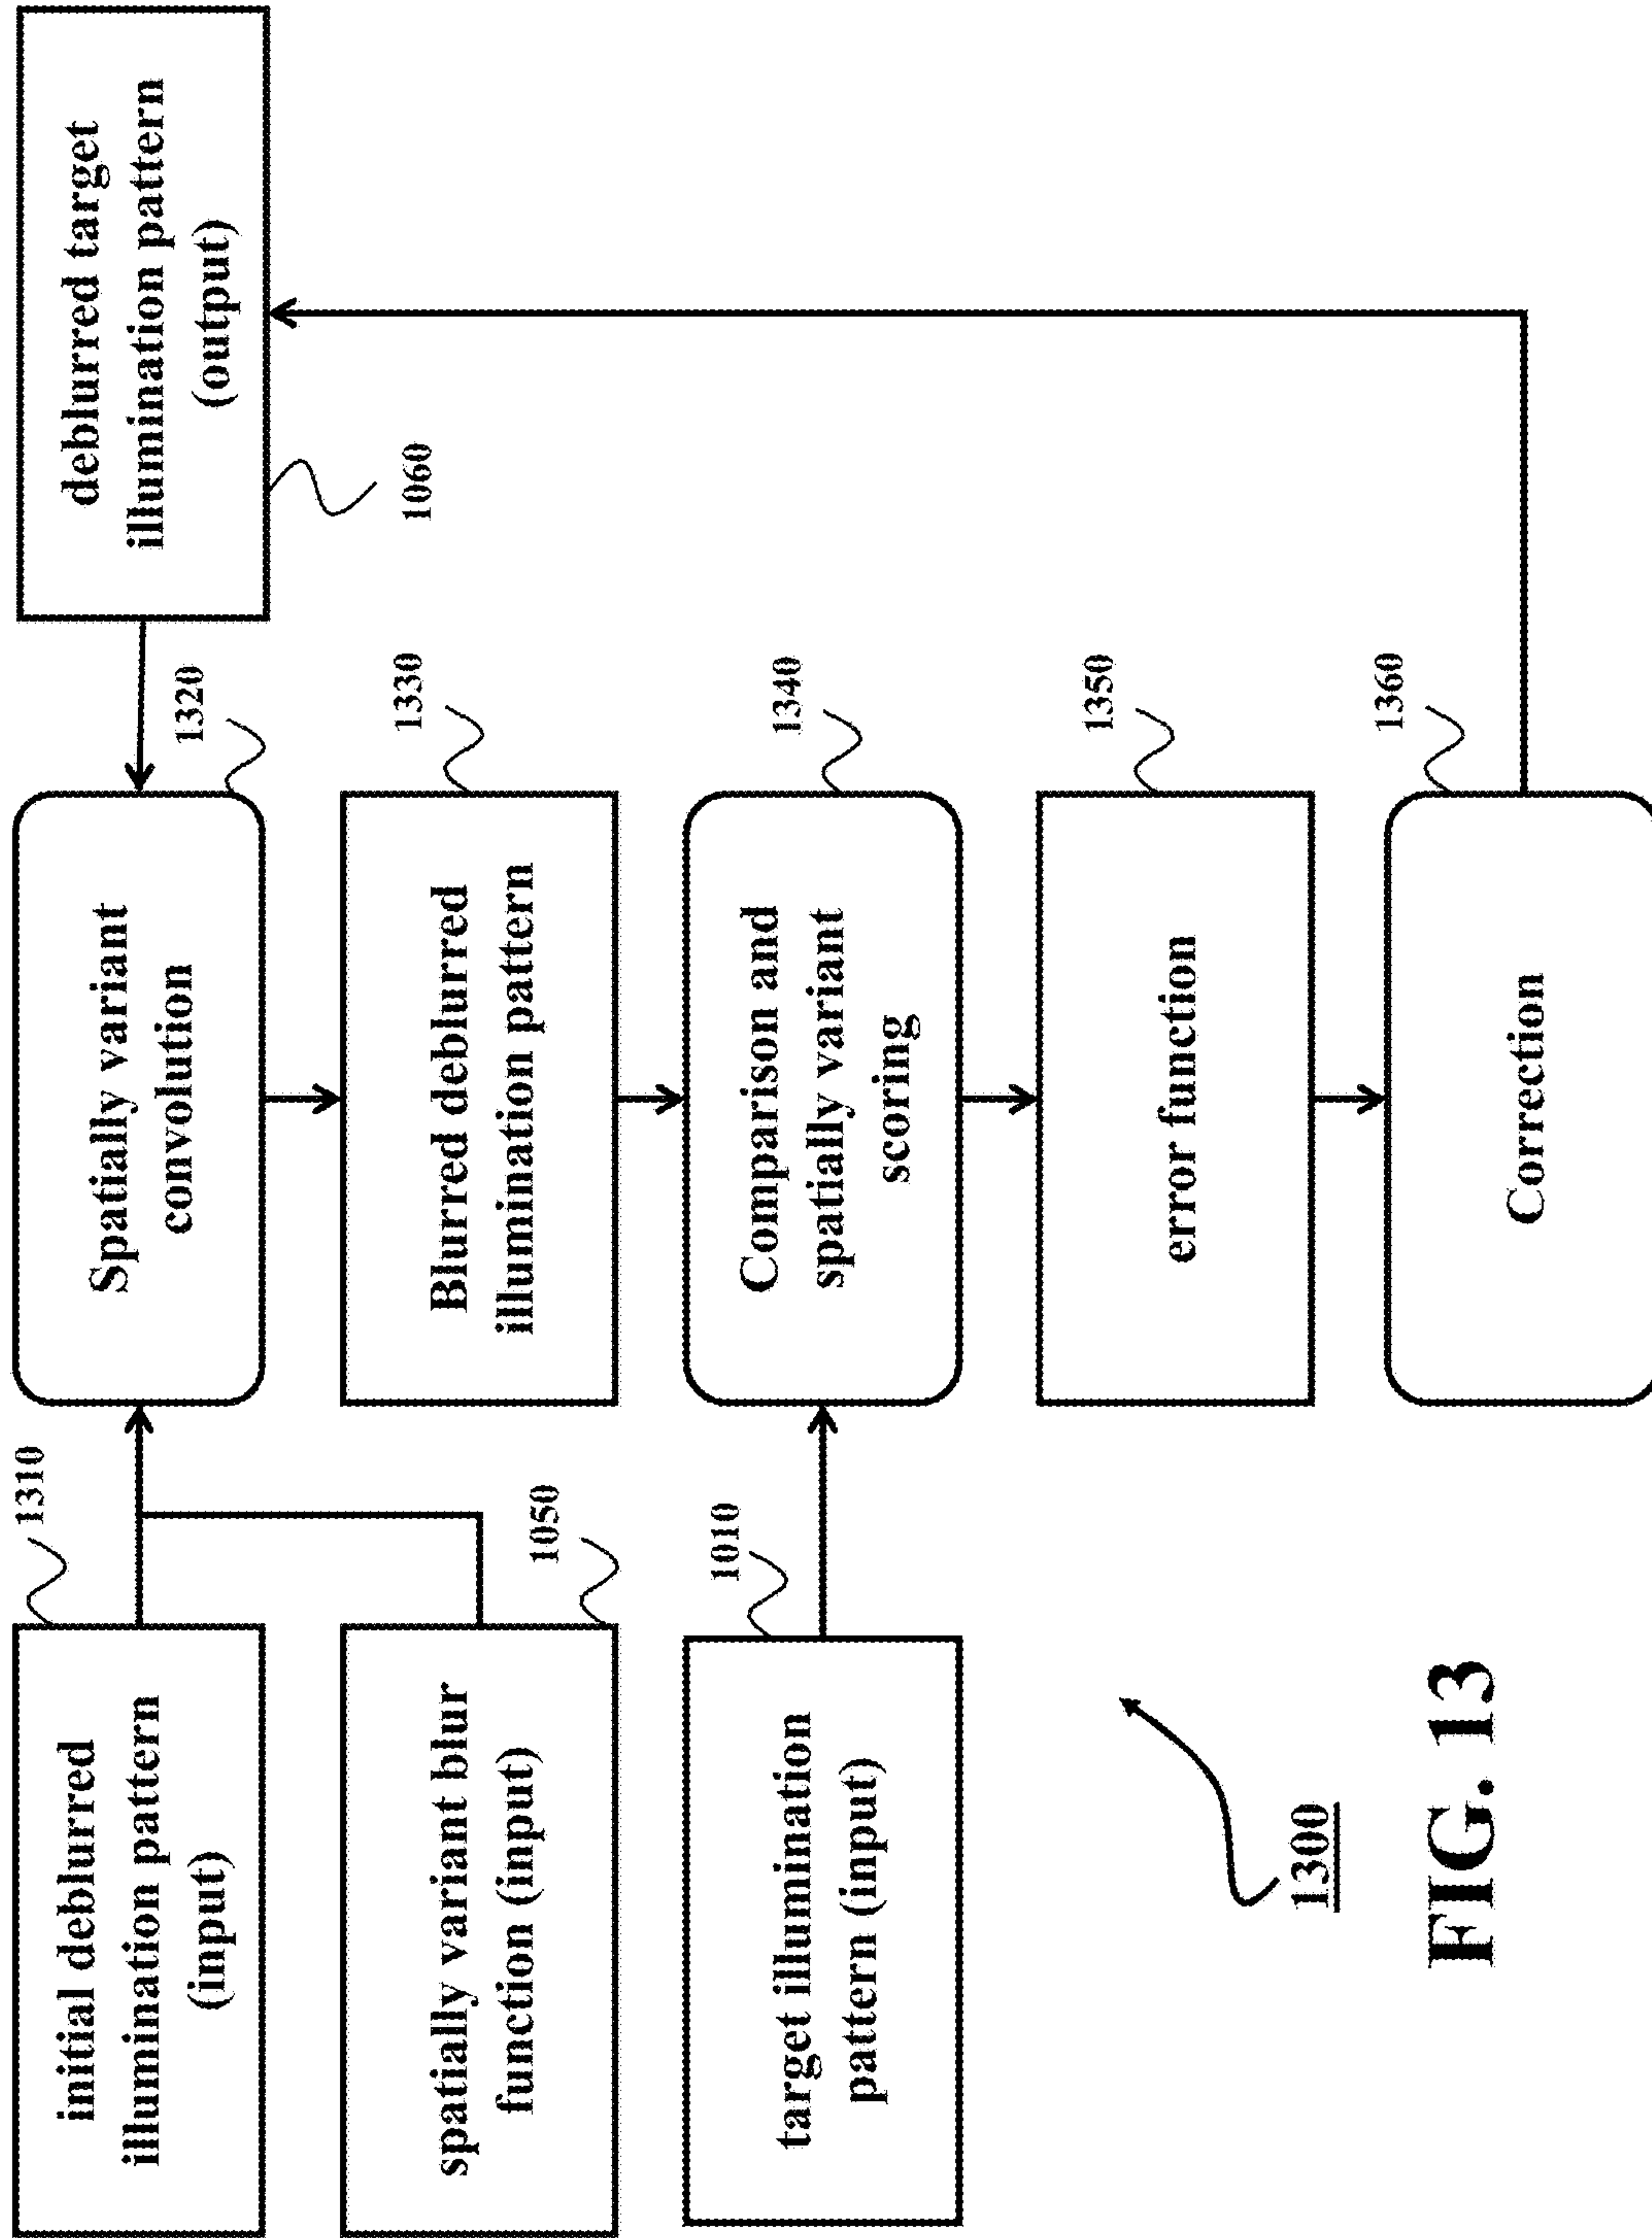 1310
initial deblurred
illumination pattern
(input)
1050
spatially variant blur
function (input)
1010
target illumination
pattern (input)
1320
Spatially variant
convolution
1330
Blurred deblurred
illumination pattern
1340
Comparison and
spatially variant
scoring
1350
error function
1360
Correction
deblurred target
illumination pattern
(output)
1060
1300
FIG. 13